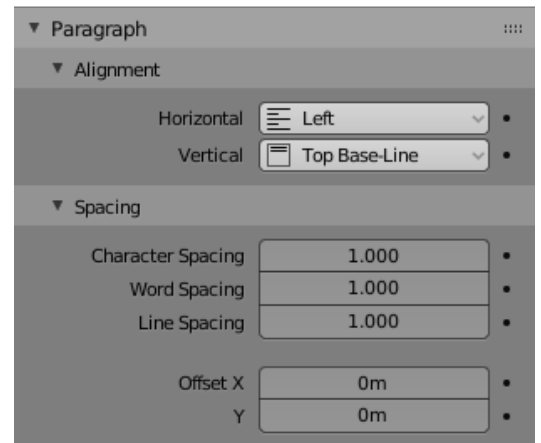 Paragraph
Alignment
Horizontal Left
Vertical Top Base-Line
Spacing
Character Spacing 1.000
Word Spacing 1.000
Line Spacing 1.000
Offset X 0m
Y 0m